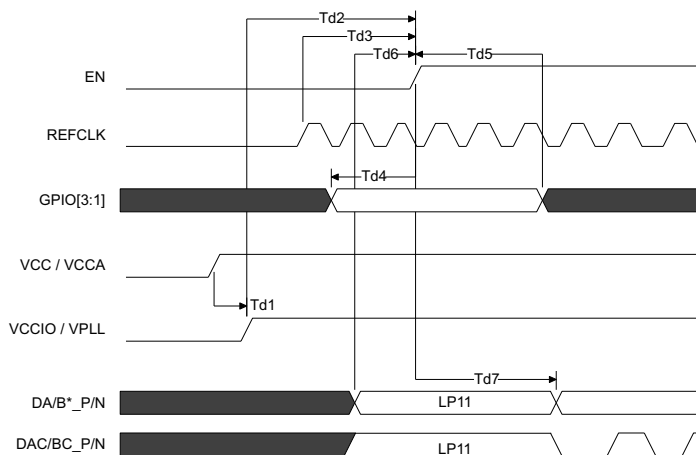 Td2
Td3
Td6 Td5
EN
REFCLK
Td4
GPIO[3:1]
VCC / VCCA
Td1
VCCIO / VPLL
Td7
DA/B*_P/N LP11
DAC/BC_P/N LP11